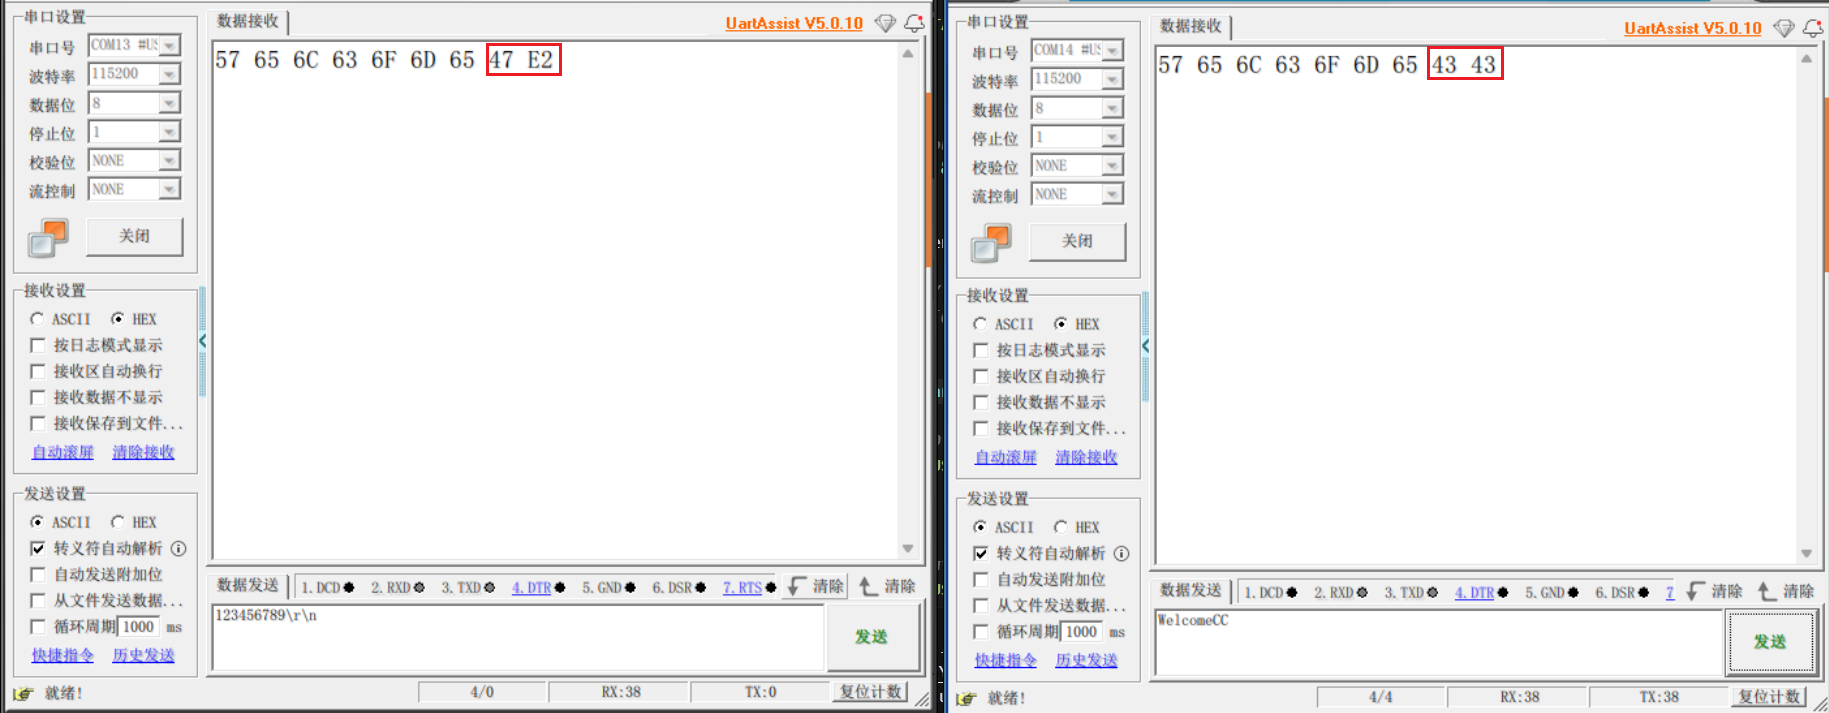 串口设置
串口号 COM13 #US
波特率 115200
数据位 8
停止位 1
校验位 NONE
流控制 NONE
关闭
接收设置
ASCII HEX
按日志模式显示
接收区自动换行
接收数据不显示
接收保存到文件...
自动滚屏 清除接收
发送设置
ASCII HEX
转义符自动解析
自动发送附加位
从文件发送数据...
循环周期 1000 ms
快捷指令 历史发送
就绪!
数据接收
UartAssist V5.0.10
57 65 6C 63 6F 6D 65 47 E2
数据发送 1.DCD 2.RXD 3.TXD 4.DTR 5.GND 6.DSR 7.RTS 清除 清除
123456789\r\n
发送
4/0 RX:38 TX:0 复位计数
串口设置
串口号 COM14 #US
波特率 115200
数据位 8
停止位 1
校验位 NONE
流控制 NONE
关闭
接收设置
ASCII HEX
按日志模式显示
接收区自动换行
接收数据不显示
接收保存到文件...
自动滚屏 清除接收
发送设置
ASCII HEX
转义符自动解析
自动发送附加位
从文件发送数据...
循环周期 1000 ms
快捷指令 历史发送
就绪!
数据接收
UartAssist V5.0.10
57 65 6C 63 6F 6D 65 43 43
数据发送 1.DCD 2.RXD 3.TXD 4.DTR 5.GND 6.DSR 7 清除 清除
WelcomeCC
发送
4/4 RX:38 TX:38 复位计数